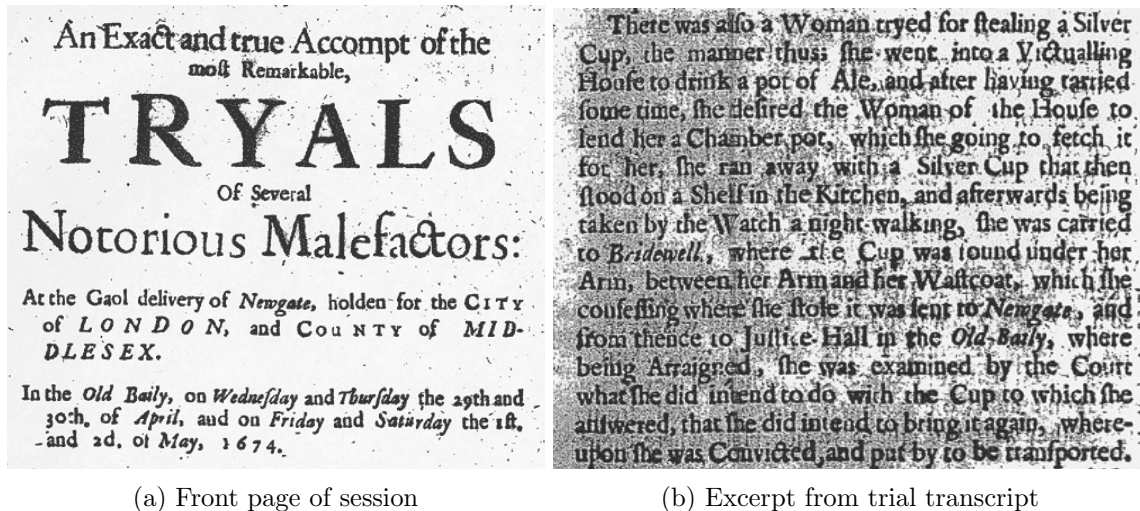 An Exact and true Accompt of the
moſt Remarkable,
TRYALS
Of Several
Notorious Malefactors:
At the Gaol delivery of Newgate, holden for the CITY
of LONDON, and COUNTY of MID-
DLESEX.
In the Old Baily, on Wedneſday and Thurſday the 29th and
30th. of April, and on Friday and Saturday the 1ſt.
and 2d. of May, 1674.
(a) Front page of session
There was alſo a Woman tryed for ſtealing a Silver
Cup, the manner thus; ſhe went into a Victualling
Houſe to drink a pot of Ale, and after having tarried
ſome time, ſhe deſired the Woman of the Houſe to
lend her a Chamber pot, which ſhe going to fetch it
for her, ſhe ran away with a Silver Cup that then
ſtood on a Shelf in the Kitchen, and afterwards being
taken by the Watch a night-walking, ſhe was carried
to Bridewell, where the Cup was found under her
Arm, between her Arm and her Waſtcoat, which ſhe
confeſſing where ſhe ſtole it was ſent to Newgate, and
from thence to Juſtice-Hall in the Old-Baily, where
being Arraigned, ſhe was examined by the Court
what ſhe did intend to do with the Cup to which ſhe
anſwered, that ſhe did intend to bring it again, where-
upon ſhe was Convicted, and put by to be tranſported.
(b) Excerpt from trial transcript